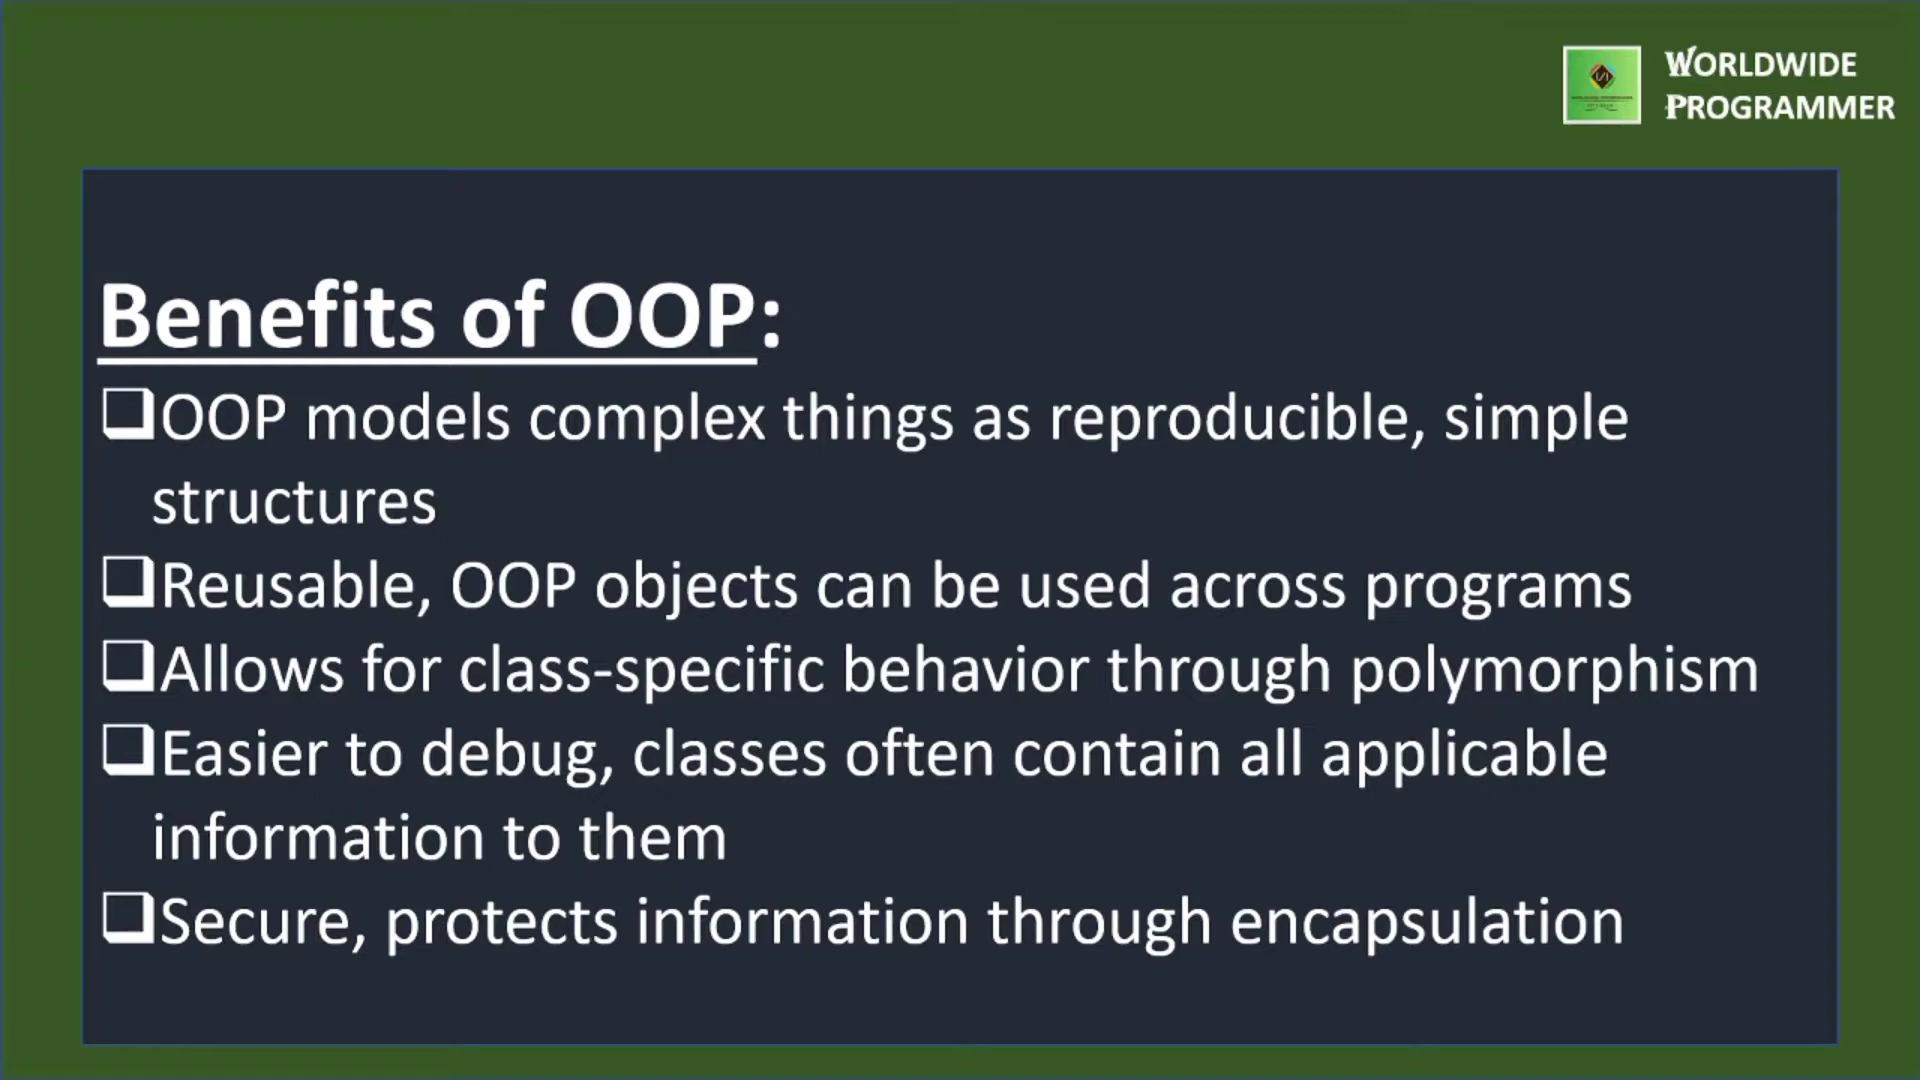 WORLDWIDE
PROGRAMMER
Benefits of OOP:
❑OOP models complex things as reproducible, simple
structures
❑Reusable, OOP objects can be used across programs
❑Allows for class-specific behavior through polymorphism
❑Easier to debug, classes often contain all applicable
information to them
❑Secure, protects information through encapsulation